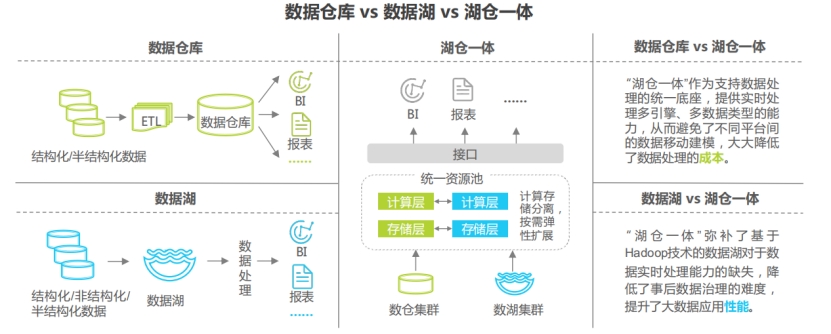 数据仓库 vs 数据湖 vs 湖仓一体
数据仓库
ETL
数据仓库
BI
报表
……
结构化/半结构化数据
数据湖
数据湖
数据处理
BI
报表
……
结构化/非结构化/
半结构化数据
湖仓一体
BI
报表
……
接口
统一资源池
计算层
计算层
存储层
存储层
计算存
储分离，
按需弹
性扩展
数仓集群
数湖集群
数据仓库 vs 湖仓一体
“湖仓一体”作为支持数据处
理的统一底座，提供实时处
理多引擎、多数据类型的能
力，从而避免了不同平台间
的数据移动建模，大大降低
了数据处理的成本。
数据湖 vs 湖仓一体
“湖仓一体”弥补了基于
Hadoop技术的数据湖对于数
据实时处理能力的缺失，降
低了事后数据治理的难度，
提升了大数据应用性能。